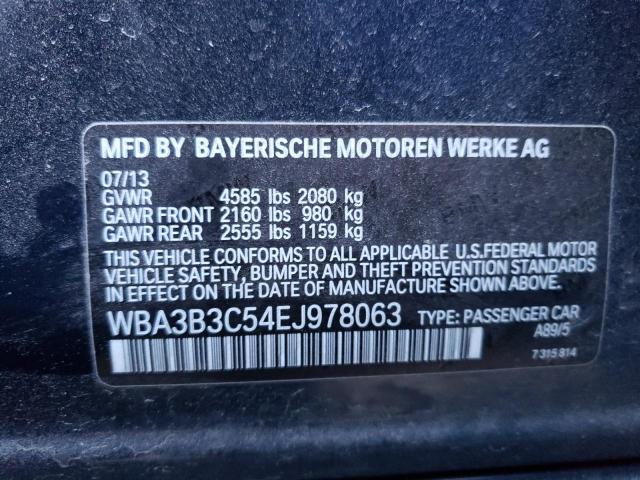 MFD BY BAYERISCHE MOTOREN WERKE AG
07/13
GVWR 4585 lbs 2080 kg
GAWR FRONT 2160 lbs 980 kg
GAWR REAR 2555 lbs 1159 kg
THIS VEHICLE CONFORMS TO ALL APPLICABLE U.S.FEDERAL MOTOR
VEHICLE SAFETY, BUMPER AND THEFT PREVENTION STANDARDS
IN EFFECT ON THE DATE OF MANUFACTURE SHOWN ABOVE.
WBA3B3C54EJ978063 TYPE: PASSENGER CAR
A89/5
7 315 814